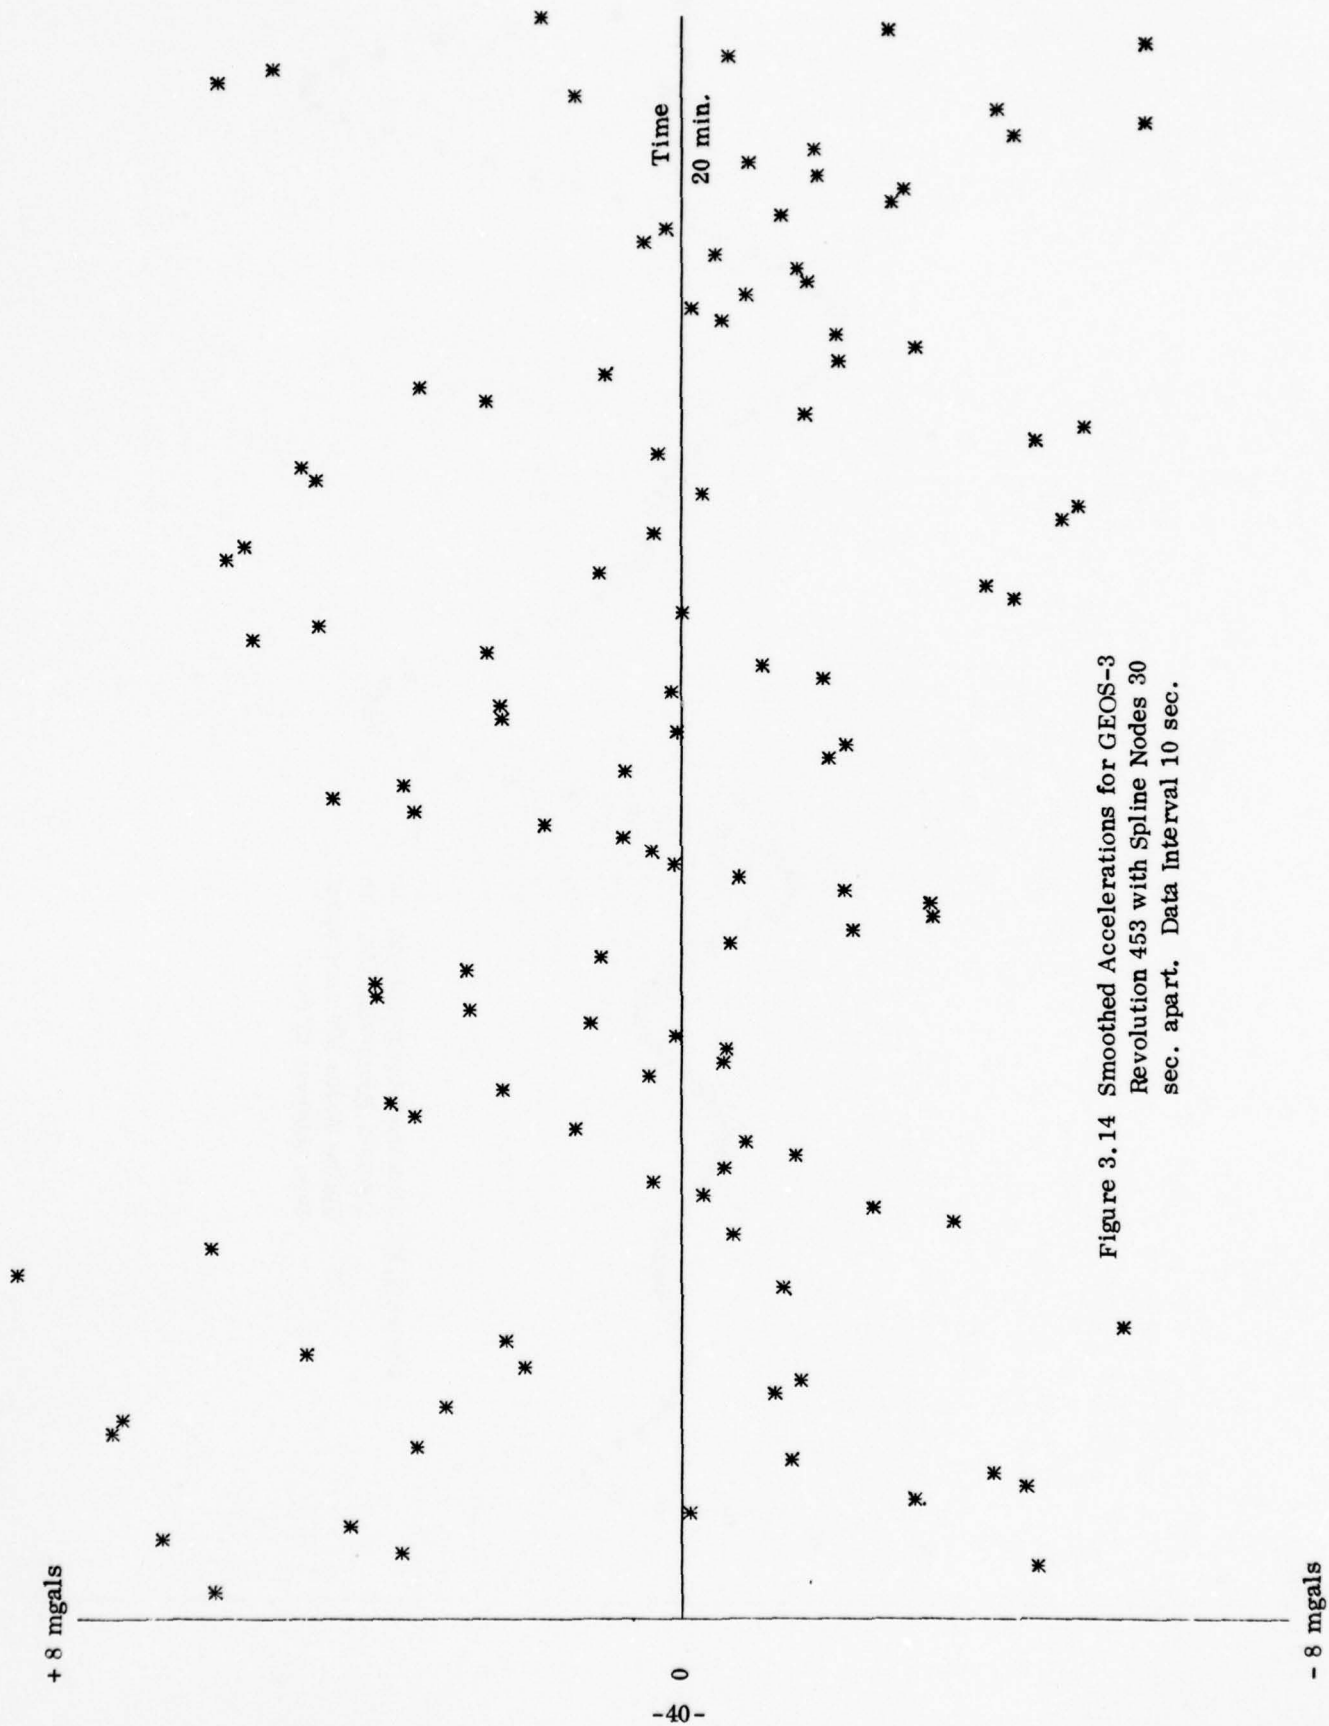 + 8 mgals
0
- 8 mgals
Time
20 min.
Figure 3.14 Smoothed Accelerations for GEOS-3
Revolution 453 with Spline Nodes 30
sec. apart. Data Interval 10 sec.
-40-